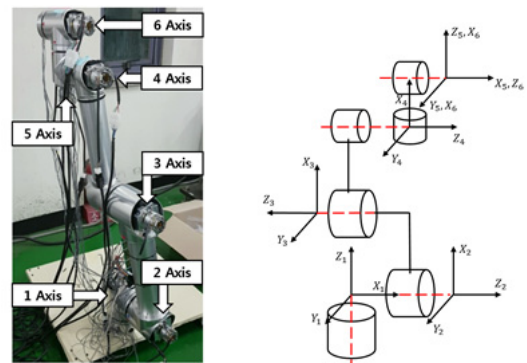 6 Axis
4 Axis
5 Axis
3 Axis
2 Axis
1 Axis
Z₅, X₆
X₅, Z₆
X₄
Y₅, X₆
Z₄
Y₄
X₃
Z₃
Y₃
Z₁
X₁
Y₁
X₂
Z₂
Y₂